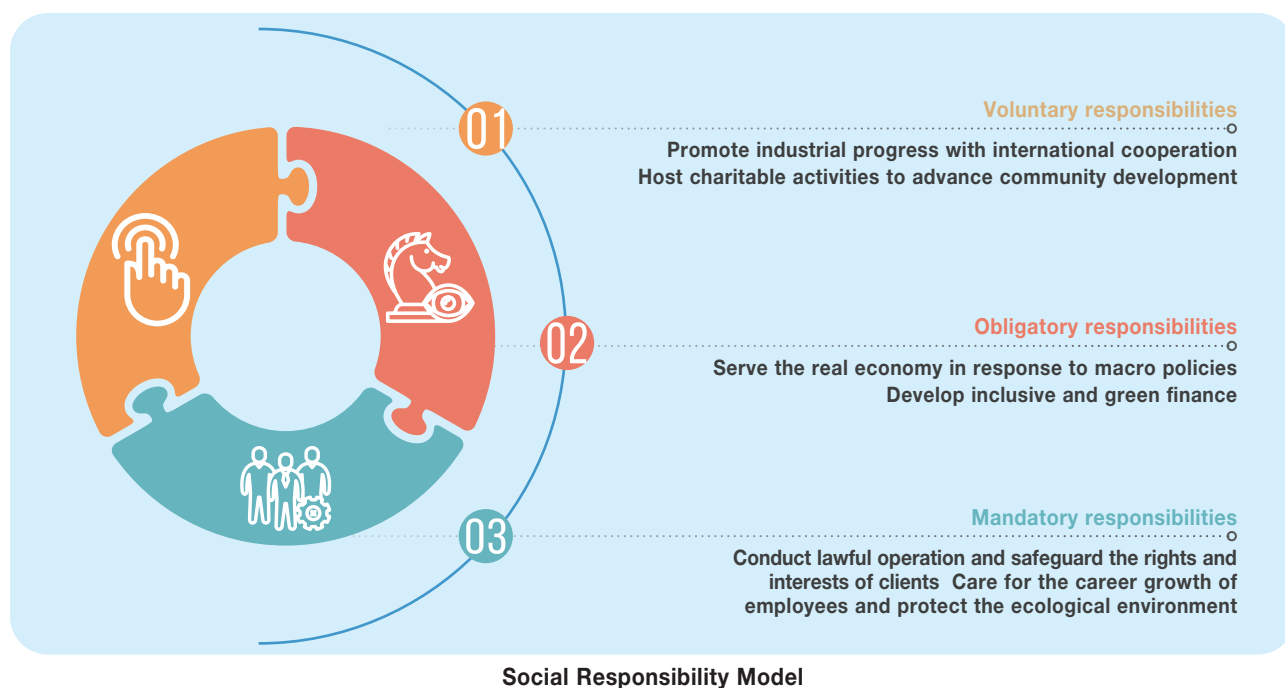 01
Voluntary responsibilities
Promote industrial progress with international cooperation
Host charitable activities to advance community development
02
Obligatory responsibilities
Serve the real economy in response to macro policies
Develop inclusive and green finance
03
Mandatory responsibilities
Conduct lawful operation and safeguard the rights and
interests of clients  Care for the career growth of
employees and protect the ecological environment
Social Responsibility Model